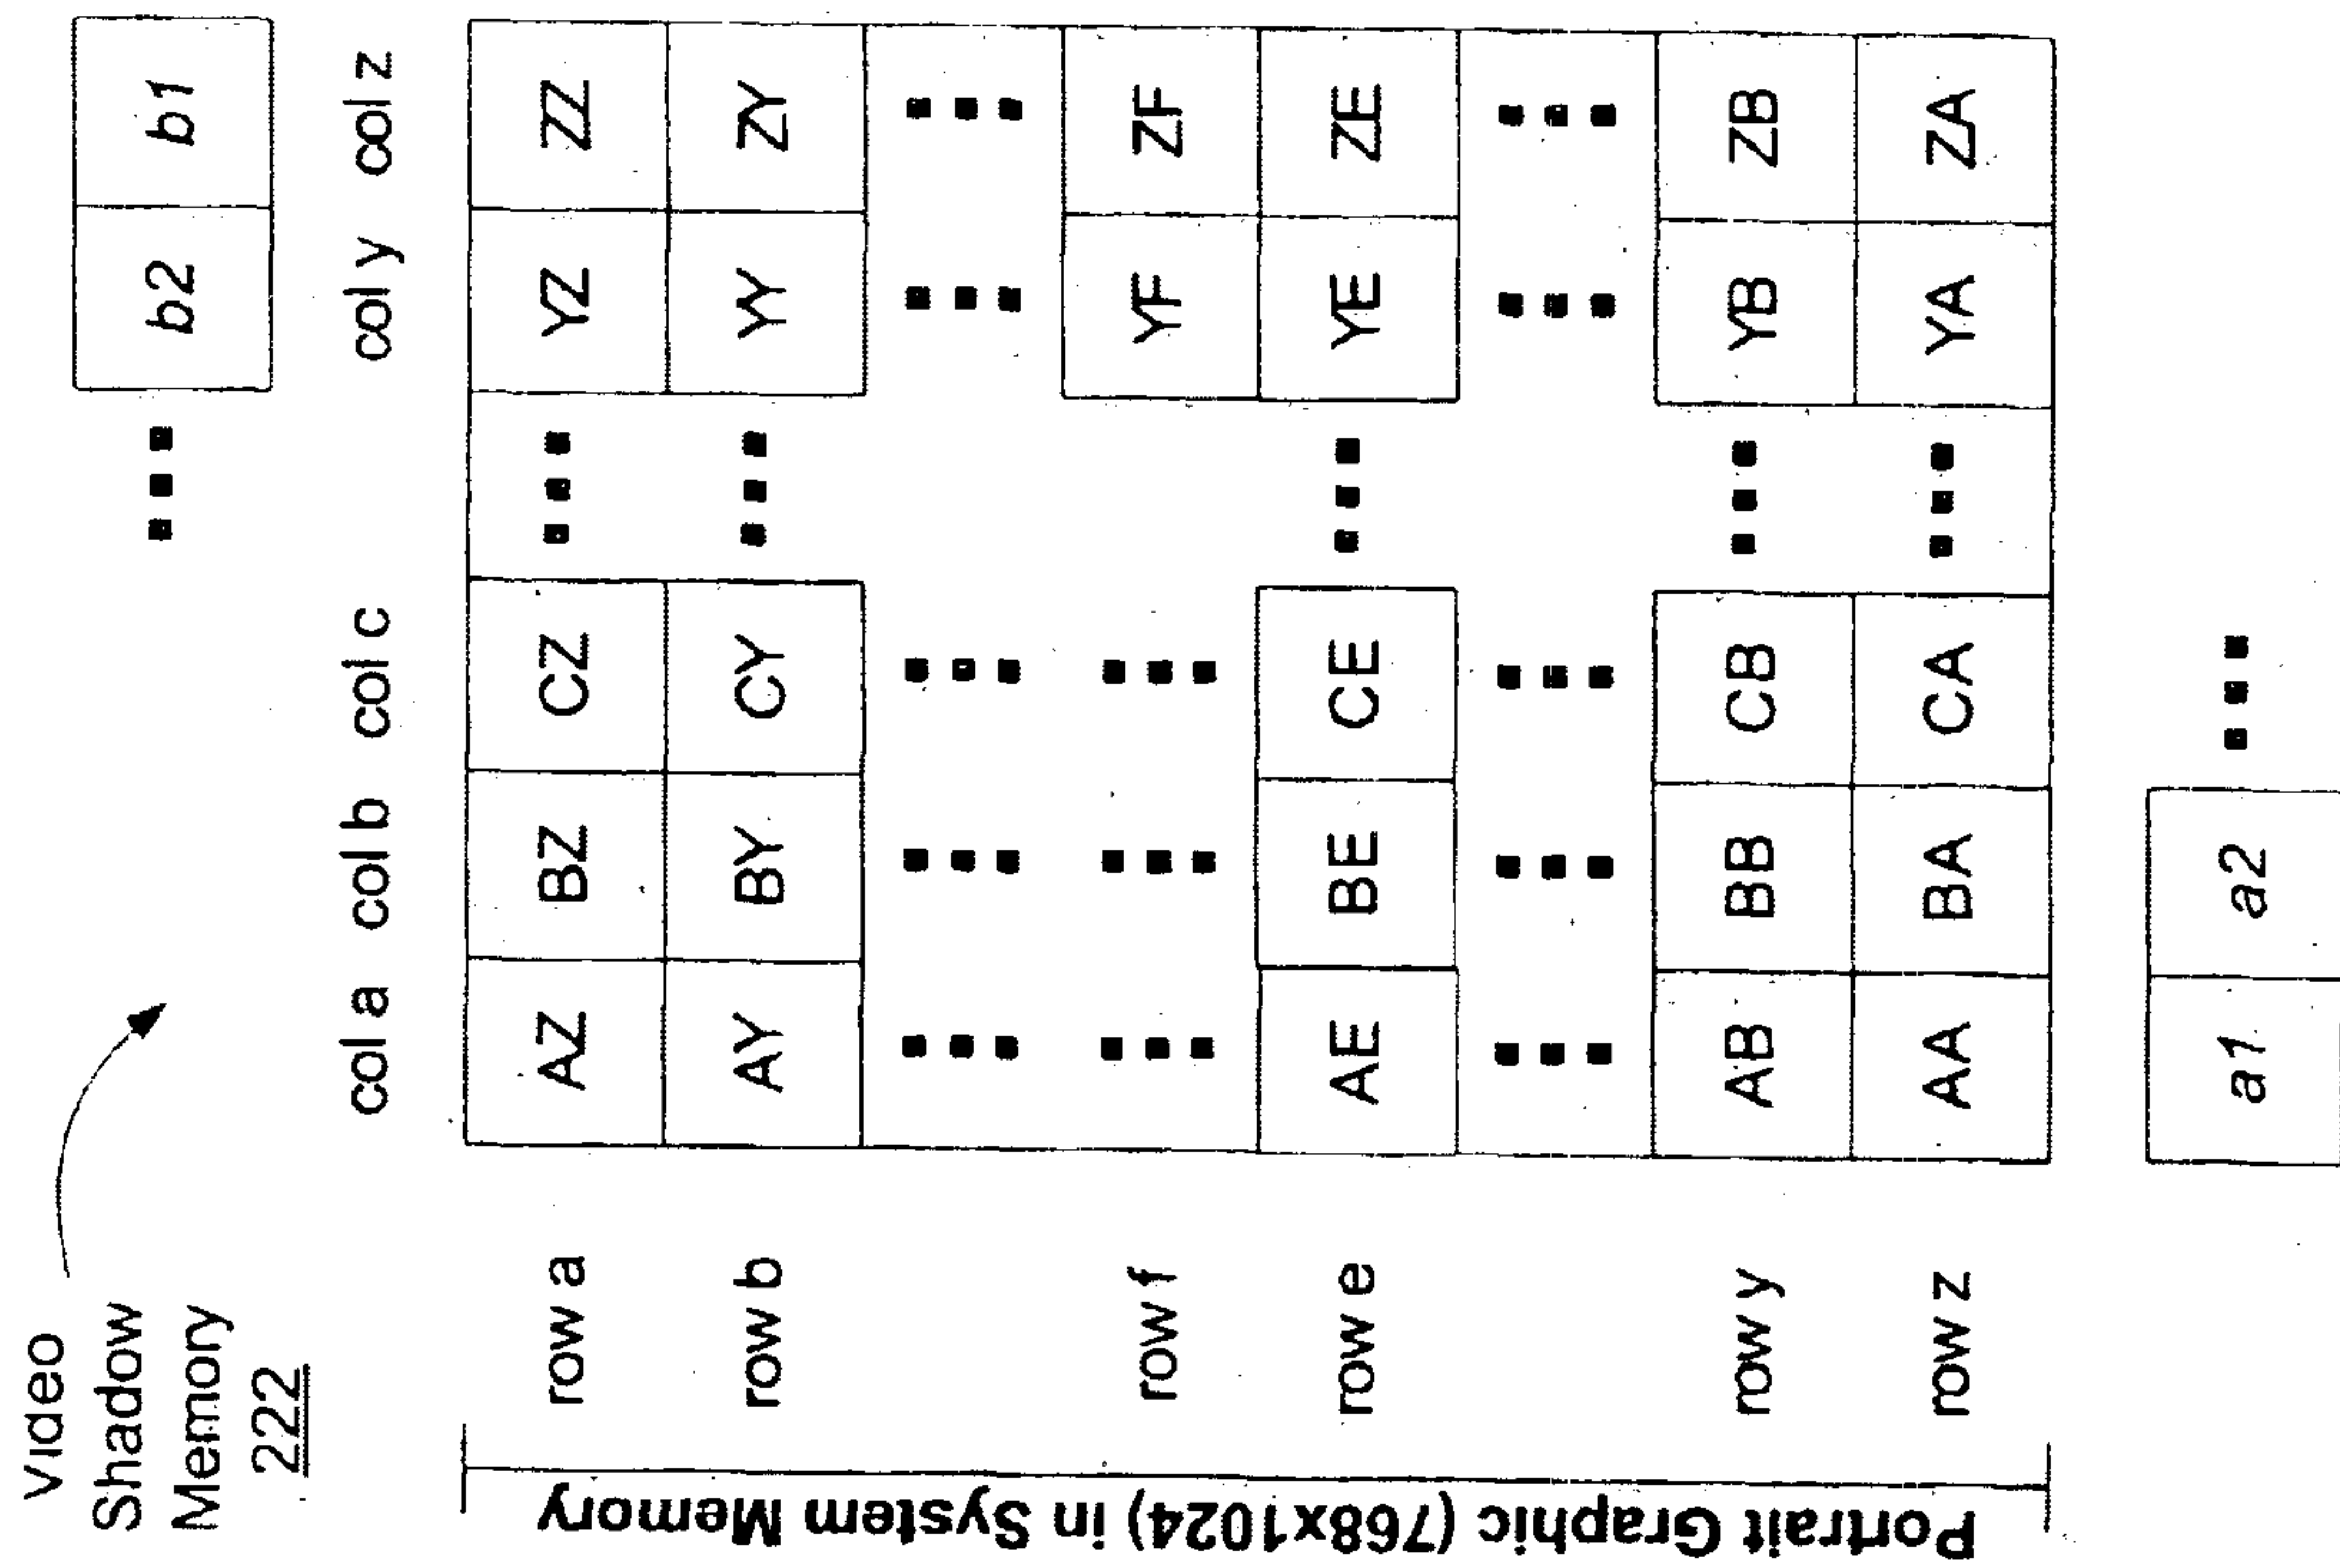 Video
Shadow
Memory
222
b2 b1
col a col b col c col y col z
row a AZ BZ CZ YZ ZZ
row b AY BY CY YY ZY
row f YF ZF
row e AE BE CE YE ZE
row y AB BB CB YB ZB
row z AA BA CA YA ZA
a1 a2
Portrait Graphic (768x1024) in System Memory